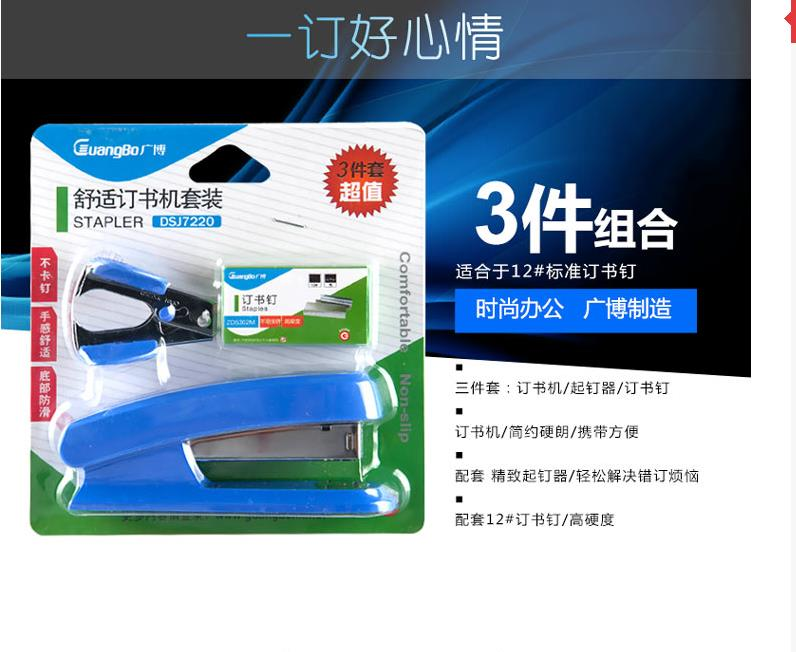 一订好心情
GuangBo广博
3件套
超值
舒适订书机套装
STAPLER DSJ7220
不卡钉
手感舒适
底部防滑
GuangBo广博
订书钉
Staples
Comfortable · Non-slip
3件组合
适合于12#标准订书钉
时尚办公 广博制造
三件套：订书机/起钉器/订书钉
订书机/简约硬朗/携带方便
配套 精致起钉器/轻松解决错订烦恼
配套12#订书钉/高硬度